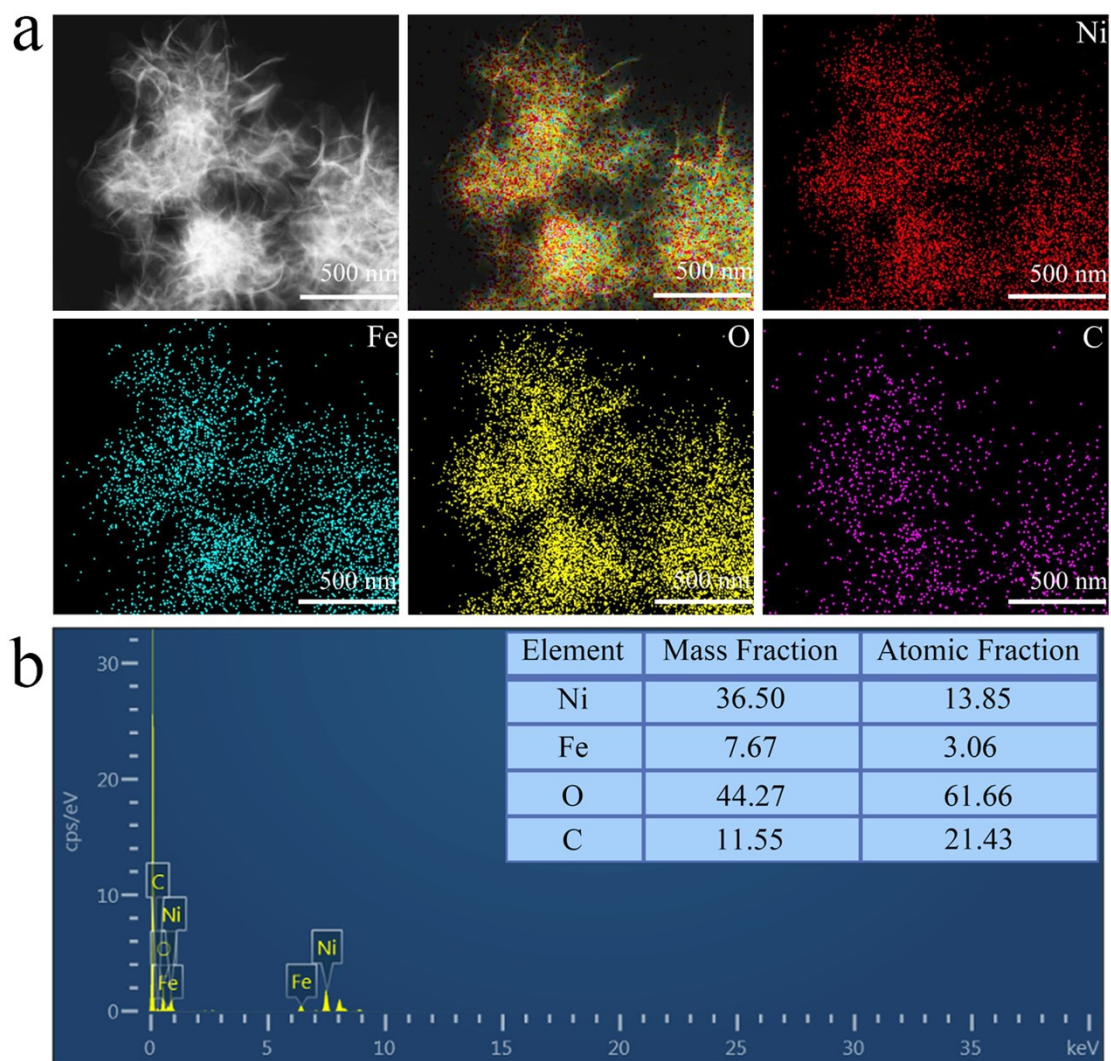 a
Ni
500 nm
500 nm
500 nm
Fe
O
C
500 nm
500 nm
500 nm
b
Element Mass Fraction Atomic Fraction
Ni 36.50 13.85
Fe 7.67 3.06
O 44.27 61.66
C 11.55 21.43
30
20
10
0
cps/eV
C
Ni
O
Fe
Fe
Ni
0 5 10 15 20 25 30 35 keV